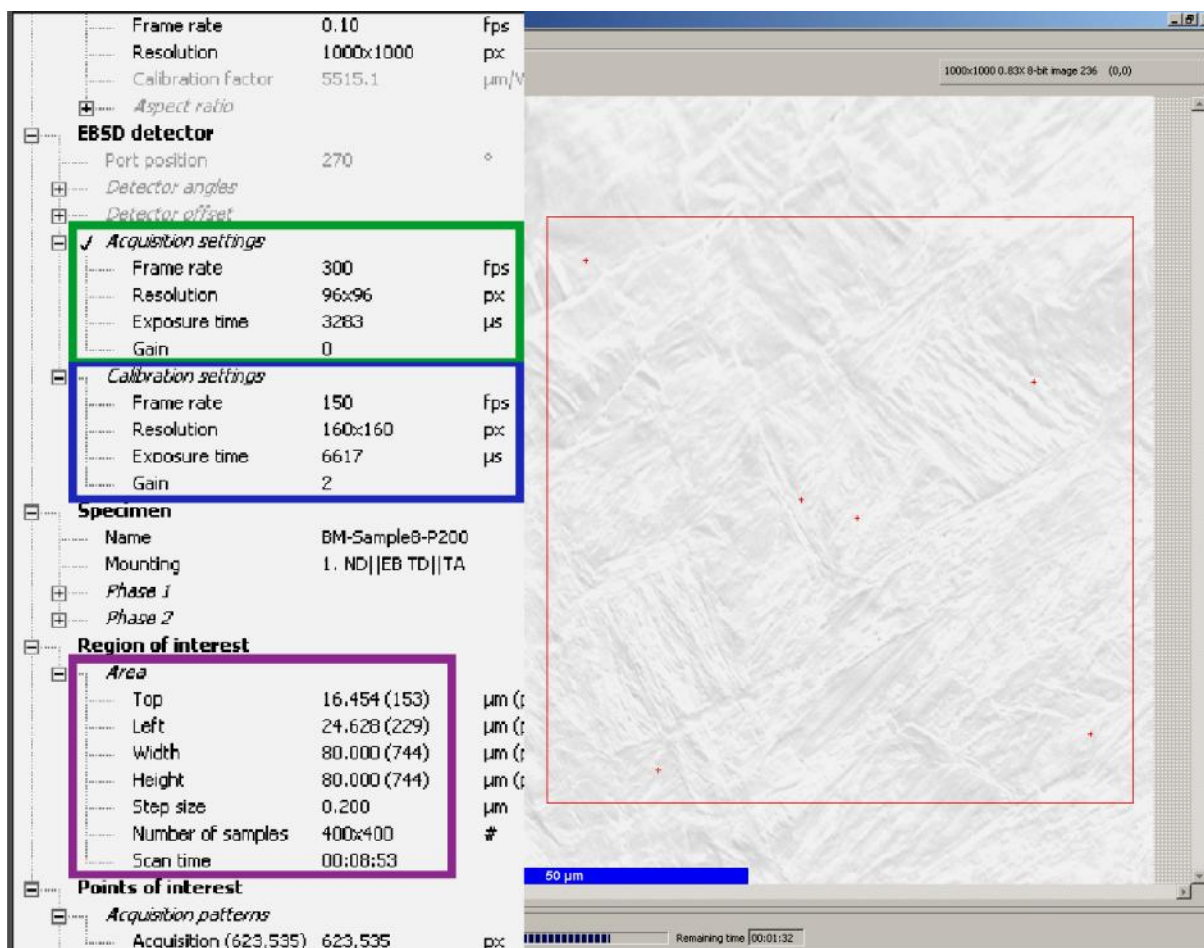 Frame rate 0.10 fps
Resolution 1000x1000 px
Calibration factor 5515.1 µm/V
Aspect ratio
EBSD detector
Port position 270 °
Detector angles
Detector offset
Acquisition settings
Frame rate 300 fps
Resolution 96x96 px
Exposure time 3283 µs
Gain 0
Calibration settings
Frame rate 150 fps
Resolution 160x160 px
Exposure time 6617 µs
Gain 2
Specimen
Name BM-Sample8-P200
Mounting 1. ND||EB TD||TA
Phase 1
Phase 2
Region of interest
Area
Top 16.454 (153) µm (p
Left 24.628 (229) µm (p
Width 80.000 (744) µm (p
Height 80.000 (744) µm (p
Step size 0.200 µm
Number of samples 400x400 #
Scan time 00:08:53
Points of interest
Acquisition patterns
Acquisition (623,535) 623,535 px
1000x1000 0.83X 8-bit image 236 (0,0)
50 µm
Remaining time 00:01:32